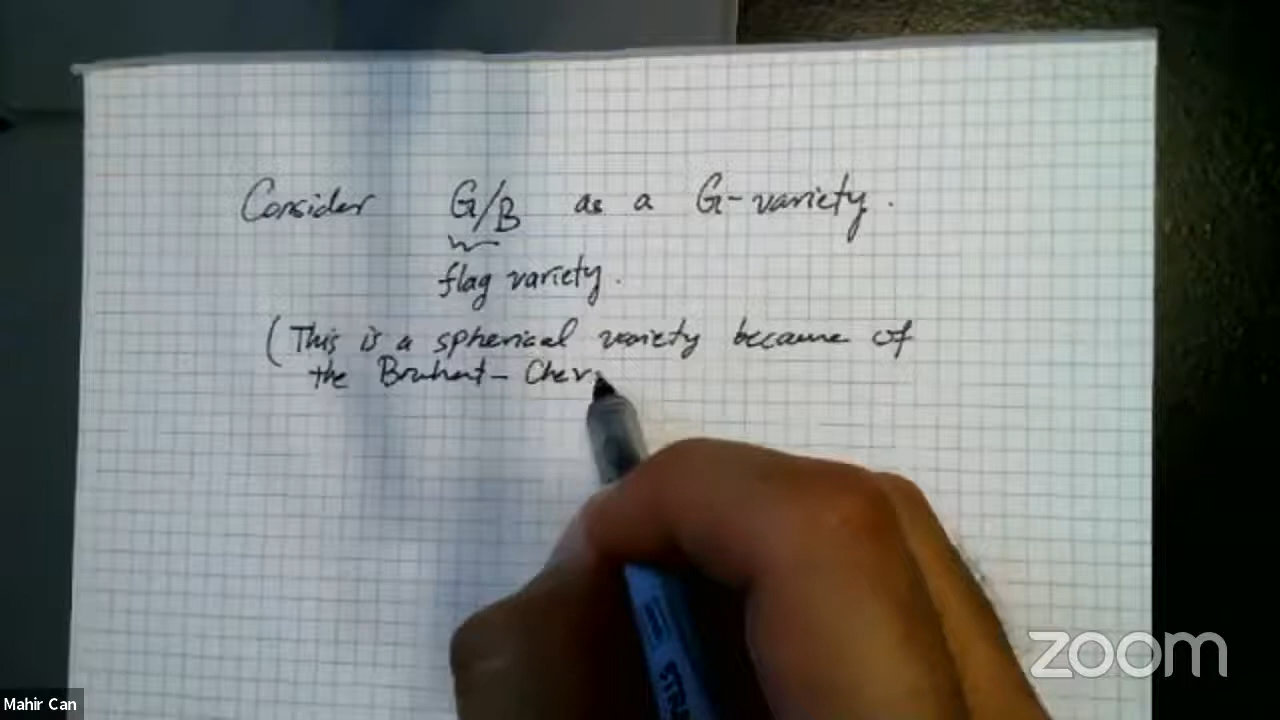 Consider G/B as a G-variety.
flag variety.
(This is a spherical variety because of
the Bruhat- Chev
zoom
Mahir Can